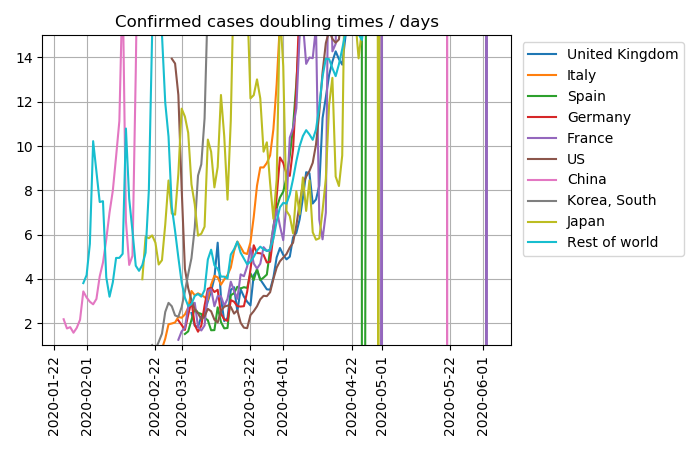 Confirmed cases doubling times / days
14
12
10
8
6
4
2
2020-01-22
2020-02-01
2020-02-22
2020-03-01
2020-03-22
2020-04-01
2020-04-22
2020-05-01
2020-05-22
2020-06-01
United Kingdom
Italy
Spain
Germany
France
US
China
Korea, South
Japan
Rest of world